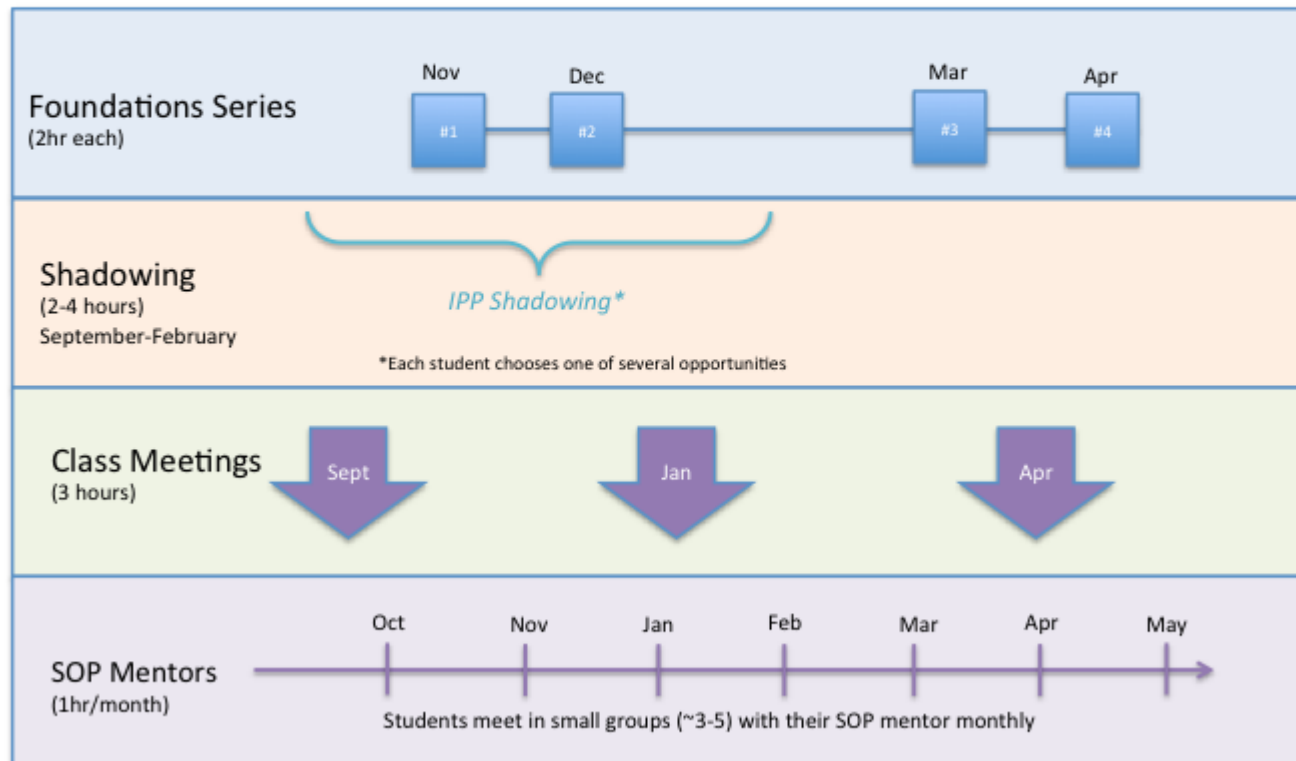 Foundations Series
(2hr each)
Nov
Dec
Mar
Apr
#1
#2
#3
#4
Shadowing
(2-4 hours)
September-February
IPP Shadowing*
*Each student chooses one of several opportunities
Class Meetings
(3 hours)
Sept
Jan
Apr
SOP Mentors
(1hr/month)
Oct
Nov
Jan
Feb
Mar
Apr
May
Students meet in small groups (~3-5) with their SOP mentor monthly